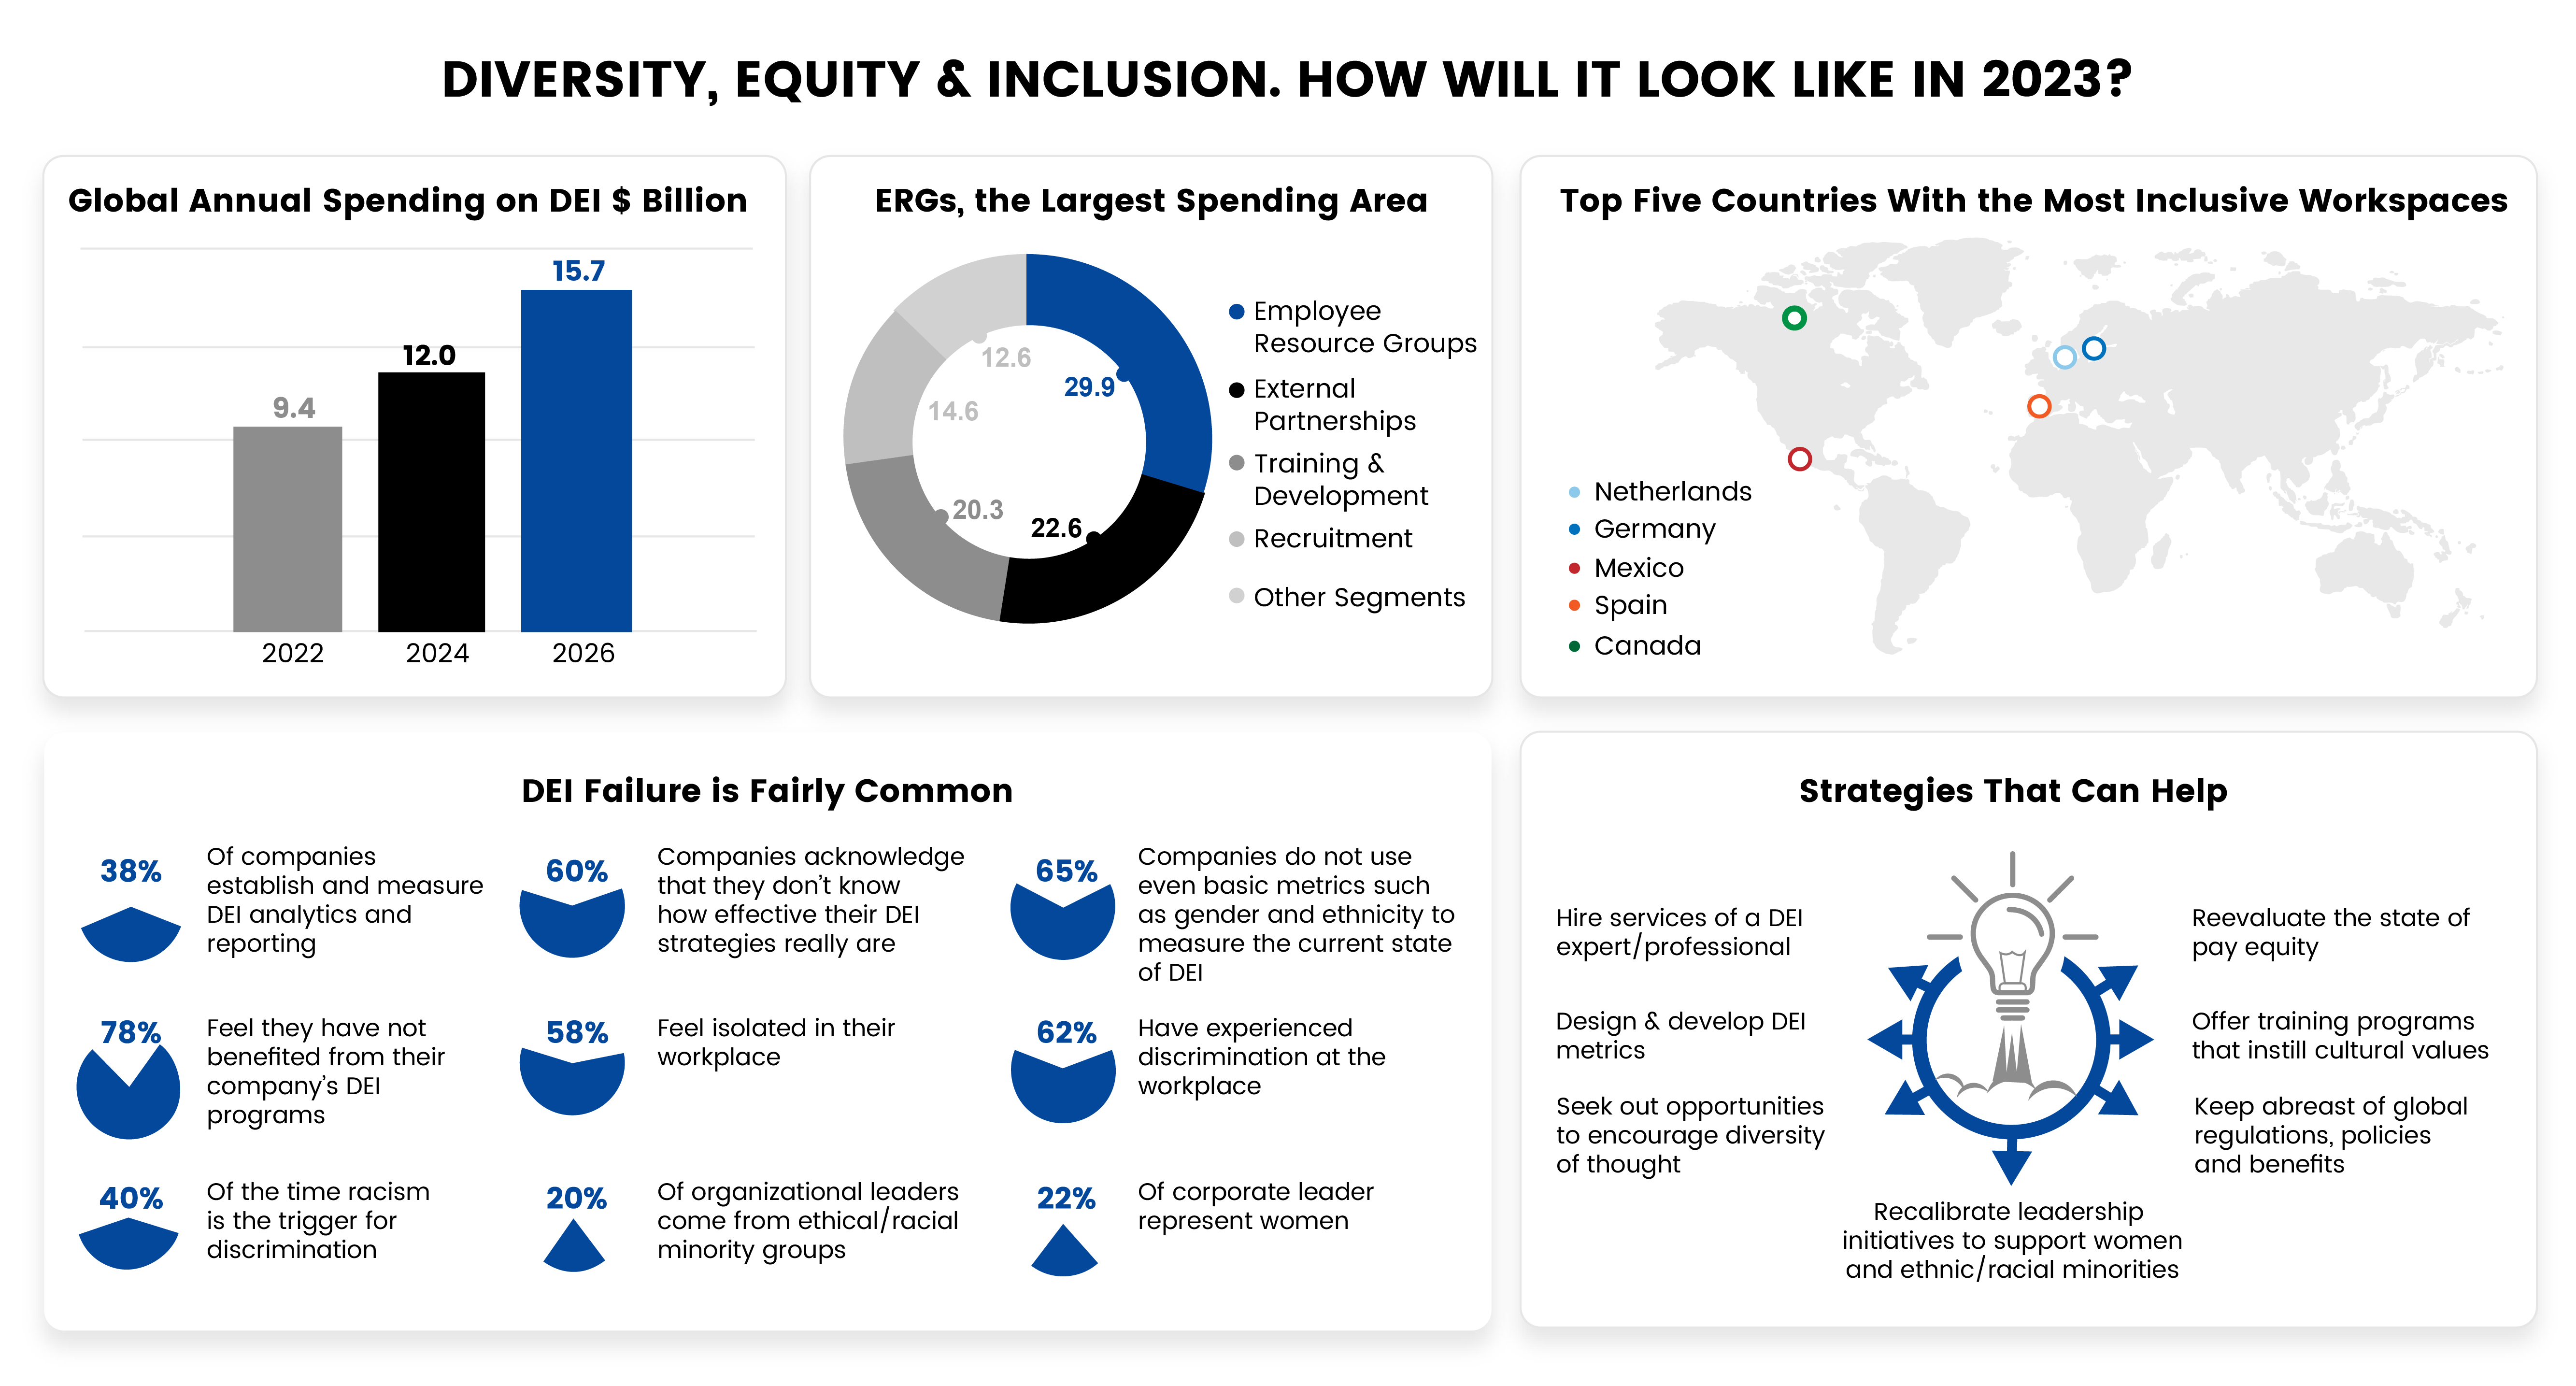 DIVERSITY, EQUITY & INCLUSION. HOW WILL IT LOOK LIKE IN 2023?
Global Annual Spending on DEI $ Billion
15.7
12.0
9.4
2022
2024
2026
ERGs, the Largest Spending Area
12.6
29.9
14.6
20.3
22.6
Employee
Resource Groups
External
Partnerships
Training &
Development
Recruitment
Other Segments
Top Five Countries With the Most Inclusive Workspaces
Netherlands
Germany
Mexico
Spain
Canada
DEI Failure is Fairly Common
38%
Of companies
establish and measure
DEI analytics and
reporting
60%
Companies acknowledge
that they don't know
how effective their DEI
strategies really are
65%
Companies do not use
even basic metrics such
as gender and ethnicity to
measure the current state
of DEI
78%
Feel they have not
benefited from their
company's DEI
programs
58%
Feel isolated in their
workplace
62%
Have experienced
discrimination at the
workplace
40%
Of the time racism
is the trigger for
discrimination
20%
Of organizational leaders
come from ethical/racial
minority groups
22%
Of corporate leader
represent women
Strategies That Can Help
Hire services of a DEI
expert/professional
Design & develop DEI
metrics
Seek out opportunities
to encourage diversity
of thought
Reevaluate the state of
pay equity
Offer training programs
that instill cultural values
Keep abreast of global
regulations, policies
and benefits
Recalibrate leadership
initiatives to support women
and ethnic/racial minorities